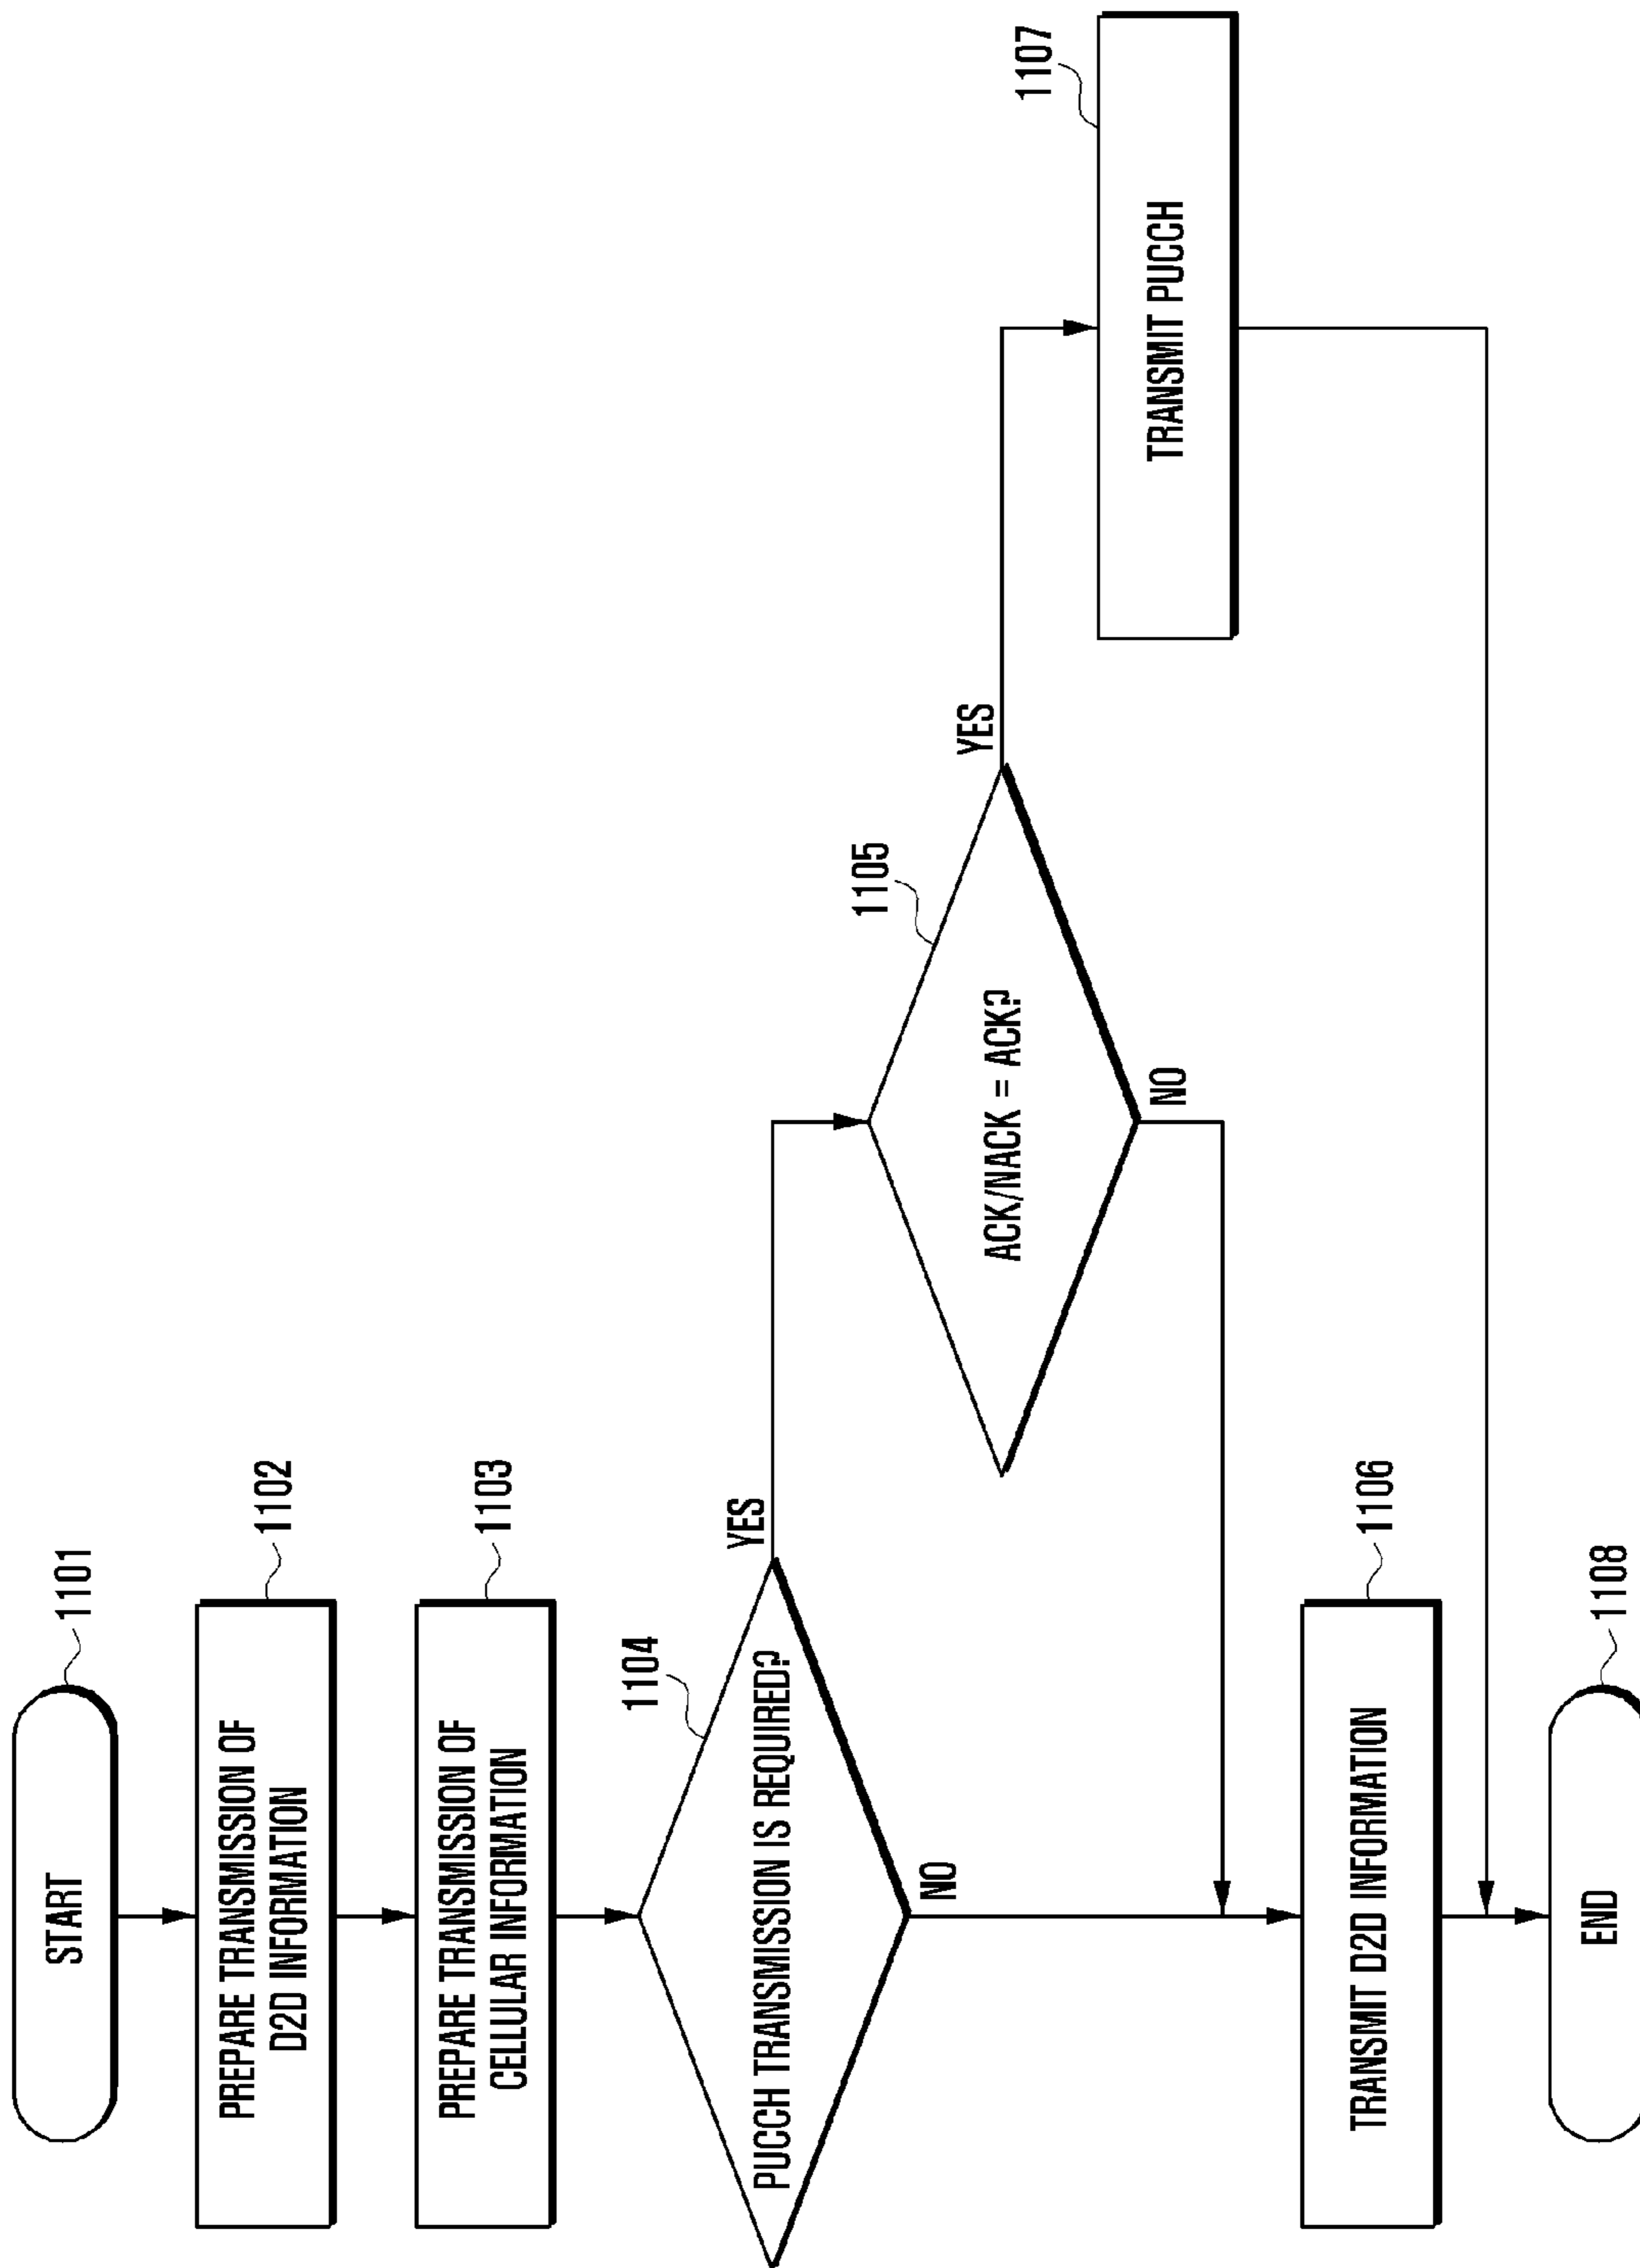 START
1101
PREPARE TRANSMISSION OF
D2D INFORMATION
1102
PREPARE TRANSMISSION OF
CELLULAR INFORMATION
1103
PUCCH TRANSMISSION IS REQUIRED?
1104
YES
NO
ACK/NACK = ACK?
1105
YES
NO
TRANSMIT PUCCH
1107
TRANSMIT D2D INFORMATION
1106
END
1108